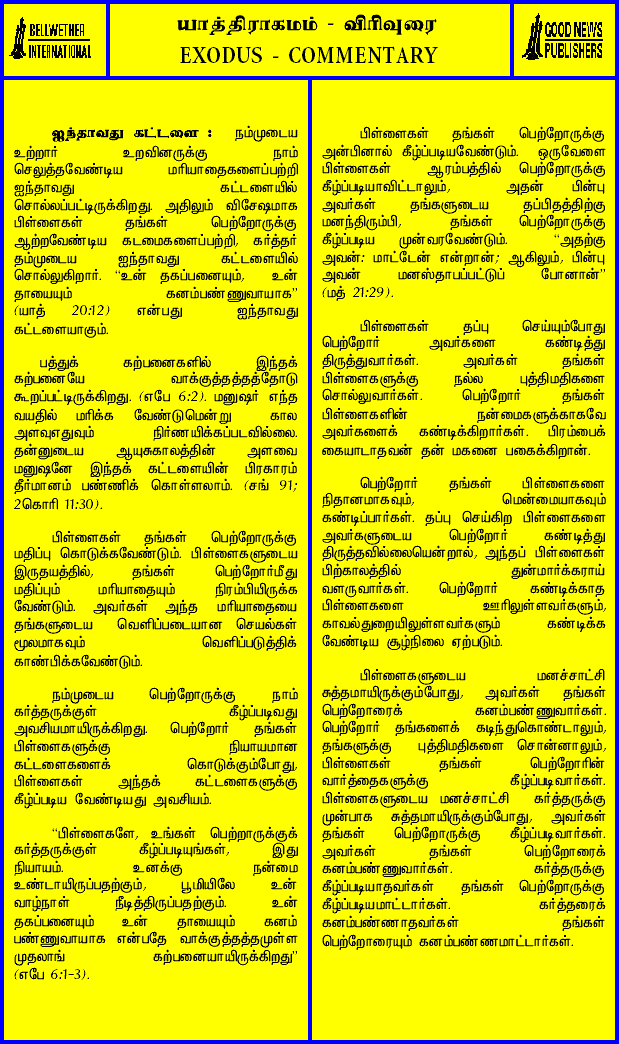 BELLWETHER
INTERNATIONAL
யாத்திராகமம் - விரிவுரை
EXODUS - COMMENTARY
GOOD NEWS
PUBLISHERS
ஐந்தாவது கட்டளை : நம்முடைய
உற்றார் உறவினருக்கு நாம்
செலுத்தவேண்டிய மரியாதைகளைப்பற்றி
ஐந்தாவது கட்டளையில்
சொல்லப்பட்டிருக்கிறது. அதிலும் விசேஷமாக
பிள்ளைகள் தங்கள் பெற்றோருக்கு
ஆற்றவேண்டிய கடமைகளைப்பற்றி, கர்த்தர்
தம்முடைய ஐந்தாவது கட்டளையில்
சொல்லுகிறார். “உன் தகப்பனையும், உன்
தாயையும் கனம்பண்ணுவாயாக”
(யாத் 20:12) என்பது ஐந்தாவது
கட்டளையாகும்.
பத்துக் கற்பனைகளில் இந்தக்
கற்பனையே வாக்குத்தத்தத்தோடு
கூறப்பட்டிருக்கிறது. (எபே 6:2). மனுஷர் எந்த
வயதில் மரிக்க வேண்டுமென்று கால
அளவுஎதுவும் நிர்ணயிக்கப்படவில்லை.
தன்னுடைய ஆயுசுகாலத்தின் அளவை
மனுஷனே இந்தக் கட்டளையின் பிரகாரம்
தீர்மானம் பண்ணிக் கொள்ளலாம். (சங் 91;
2கொரி 11:30).
பிள்ளைகள் தங்கள் பெற்றோருக்கு
மதிப்பு கொடுக்கவேண்டும். பிள்ளைகளுடைய
இருதயத்தில், தங்கள் பெற்றோர்மீது
மதிப்பும் மரியாதையும் நிரம்பியிருக்க
வேண்டும். அவர்கள் அந்த மரியாதையை
தங்களுடைய வெளிப்படையான செயல்கள்
மூலமாகவும் வெளிப்படுத்திக்
காண்பிக்கவேண்டும்.
நம்முடைய பெற்றோருக்கு நாம்
கர்த்தருக்குள் கீழ்ப்படிவது
அவசியமாயிருக்கிறது. பெற்றோர் தங்கள்
பிள்ளைகளுக்கு நியாயமான
கட்டளைகளைக் கொடுக்கும்போது,
பிள்ளைகள் அந்தக் கட்டளைகளுக்கு
கீழ்ப்படிய வேண்டியது அவசியம்.
“பிள்ளைகளே, உங்கள் பெற்றாருக்குக்
கர்த்தருக்குள் கீழ்ப்படியுங்கள், இது
நியாயம். உனக்கு நன்மை
உண்டாயிருப்பதற்கும், பூமியிலே உன்
வாழ்நாள் நீடித்திருப்பதற்கும். உன்
தகப்பனையும் உன் தாயையும் கனம்
பண்ணுவாயாக என்பதே வாக்குத்தத்தமுள்ள
முதலாங் கற்பனையாயிருக்கிறது”
(எபே 6:1-3).
பிள்ளைகள் தங்கள் பெற்றோருக்கு
அன்பினால் கீழ்ப்படியவேண்டும். ஒருவேளை
பிள்ளைகள் ஆரம்பத்தில் பெற்றோருக்கு
கீழ்ப்படியாவிட்டாலும், அதன் பின்பு
அவர்கள் தங்களுடைய தப்பிதத்திற்கு
மனந்திரும்பி, தங்கள் பெற்றோருக்கு
கீழ்ப்படிய முன்வரவேண்டும். “அதற்கு
அவன்; மாட்டேன் என்றான்; ஆகிலும், பின்பு
அவன் மனஸ்தாபப்பட்டுப் போனான்”
(மத் 21:29).
பிள்ளைகள் தப்பு செய்யும்போது
பெற்றோர் அவர்களை கண்டித்து
திருத்துவார்கள். அவர்கள் தங்கள்
பிள்ளைகளுக்கு நல்ல புத்திமதிகளை
சொல்லுவார்கள். பெற்றோர் தங்கள்
பிள்ளைகளின் நன்மைகளுக்காகவே
அவர்களைக் கண்டிக்கிறார்கள். பிரம்பைக்
கையாடாதவன் தன் மகனை பகைக்கிறான்.
பெற்றோர் தங்கள் பிள்ளைகளை
நிதானமாகவும், மென்மையாகவும்
கண்டிப்பார்கள். தப்பு செய்கிற பிள்ளைகளை
அவர்களுடைய பெற்றோர் கண்டித்து
திருத்தவில்லையென்றால், அந்தப் பிள்ளைகள்
பிற்காலத்தில் துன்மார்க்கராய்
வளருவார்கள். பெற்றோர் கண்டிக்காத
பிள்ளைகளை ஊரிலுள்ளவர்களும்,
காவல்துறையிலுள்ளவர்களும் கண்டிக்க
வேண்டிய சூழ்நிலை ஏற்படும்.
பிள்ளைகளுடைய மனச்சாட்சி
சுத்தமாயிருக்கும்போது, அவர்கள் தங்கள்
பெற்றோரைக் கனம்பண்ணுவார்கள்.
பெற்றோர் தங்களைக் கடிந்துகொண்டாலும்,
தங்களுக்கு புத்திமதிகளை சொன்னாலும்,
பிள்ளைகள் தங்கள் பெற்றோரின்
வார்த்தைகளுக்கு கீழ்ப்படிவார்கள்.
பிள்ளைகளுடைய மனச்சாட்சி கர்த்தருக்கு
முன்பாக சுத்தமாயிருக்கும்போது, அவர்கள்
தங்கள் பெற்றோருக்கு கீழ்ப்படிவார்கள்.
அவர்கள் தங்கள் பெற்றோரைக்
கனம்பண்ணுவார்கள். கர்த்தருக்கு
கீழ்ப்படியாதவர்கள் தங்கள் பெற்றோருக்கு
கீழ்ப்படியமாட்டார்கள். கர்த்தரைக்
கனம்பண்ணாதவர்கள் தங்கள்
பெற்றோரையும் கனம்பண்ணமாட்டார்கள்.